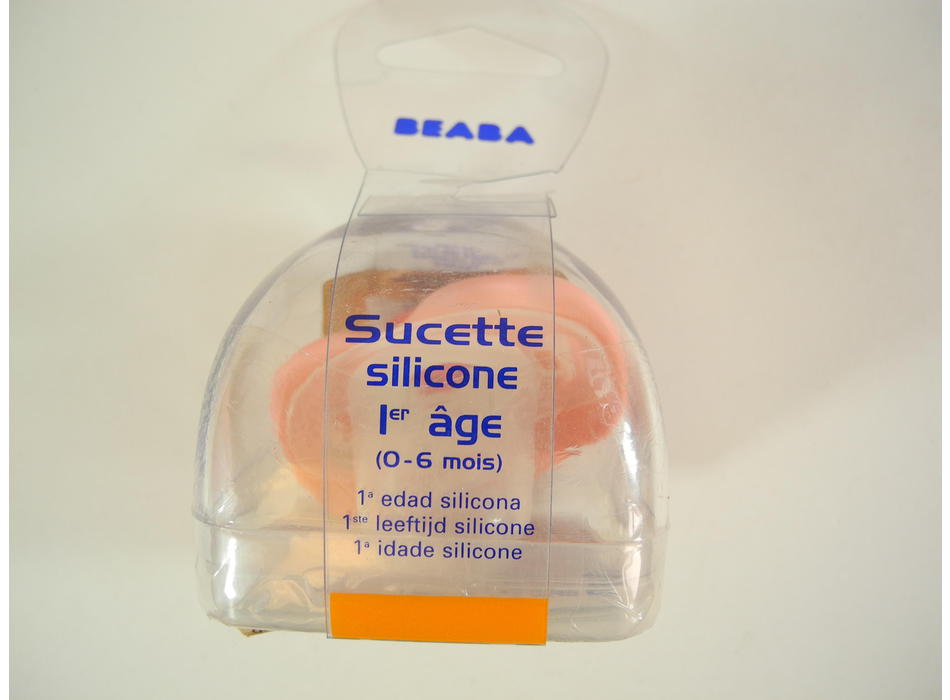 BEABA
Sucette
silicone
1er âge
(0-6 mois)
1ª edad silicona
1ste leeftijd silicone
1ª idade silicone